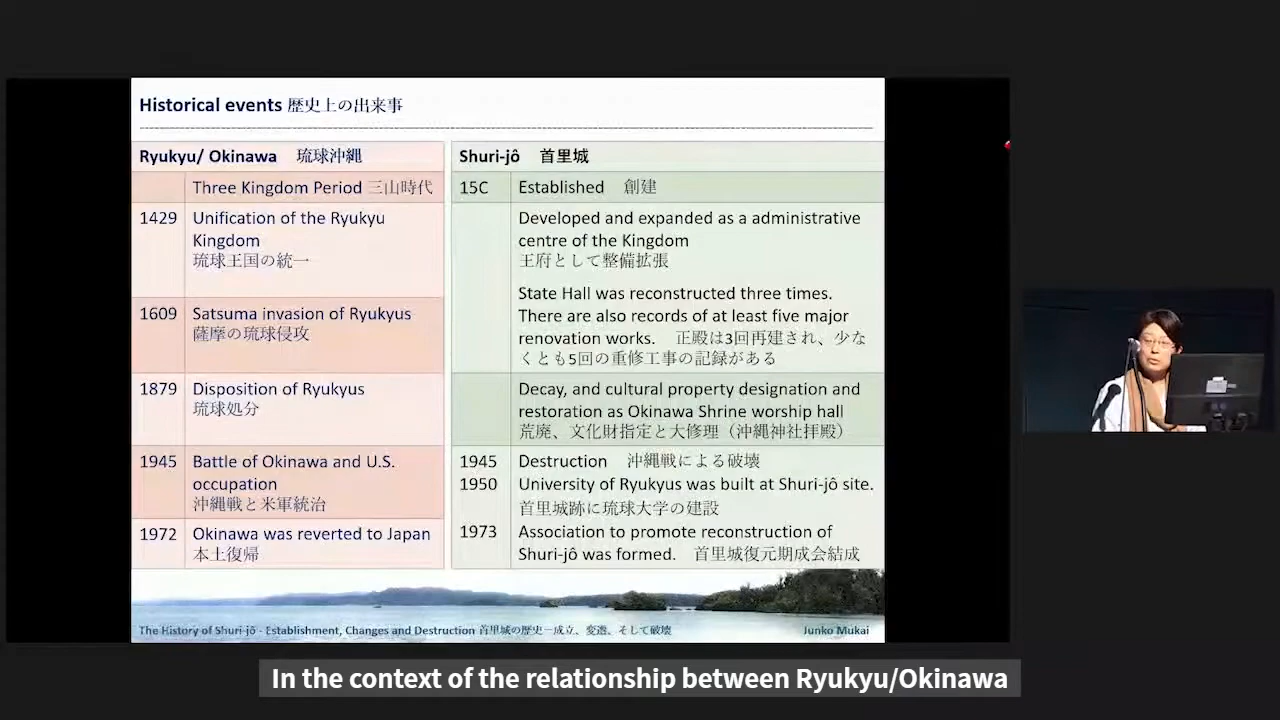 Historical events 歴史上の出来事
Ryukyu/ Okinawa 琉球沖縄
Three Kingdom Period 三山時代
1429 Unification of the Ryukyu
Kingdom
琉球王国の統一
1609 Satsuma invasion of Ryukyus
薩摩の琉球侵攻
1879 Disposition of Ryukyus
琉球処分
1945 Battle of Okinawa and U.S.
occupation
沖縄戦と米軍統治
1972 Okinawa was reverted to Japan
本土復帰
Shuri-jô 首里城
15C Established 創建
Developed and expanded as a administrative
centre of the Kingdom
王府として整備拡張
State Hall was reconstructed three times.
There are also records of at least five major
renovation works. 正殿は3回再建され、少な
くとも5回の重修工事の記録がある
Decay, and cultural property designation and
restoration as Okinawa Shrine worship hall
荒廃、文化財指定と大修理（沖縄神社拝殿）
1945 Destruction 沖縄戦による破壊
1950 University of Ryukyus was built at Shuri-jô site.
首里城跡に琉球大学の建設
1973 Association to promote reconstruction of
Shuri-jô was formed. 首里城復元期成会結成
The History of Shuri-jô - Establishment, Changes and Destruction 首里城の歴史―成立、変遷、そして破壊
Junko Mukai
In the context of the relationship between Ryukyu/Okinawa